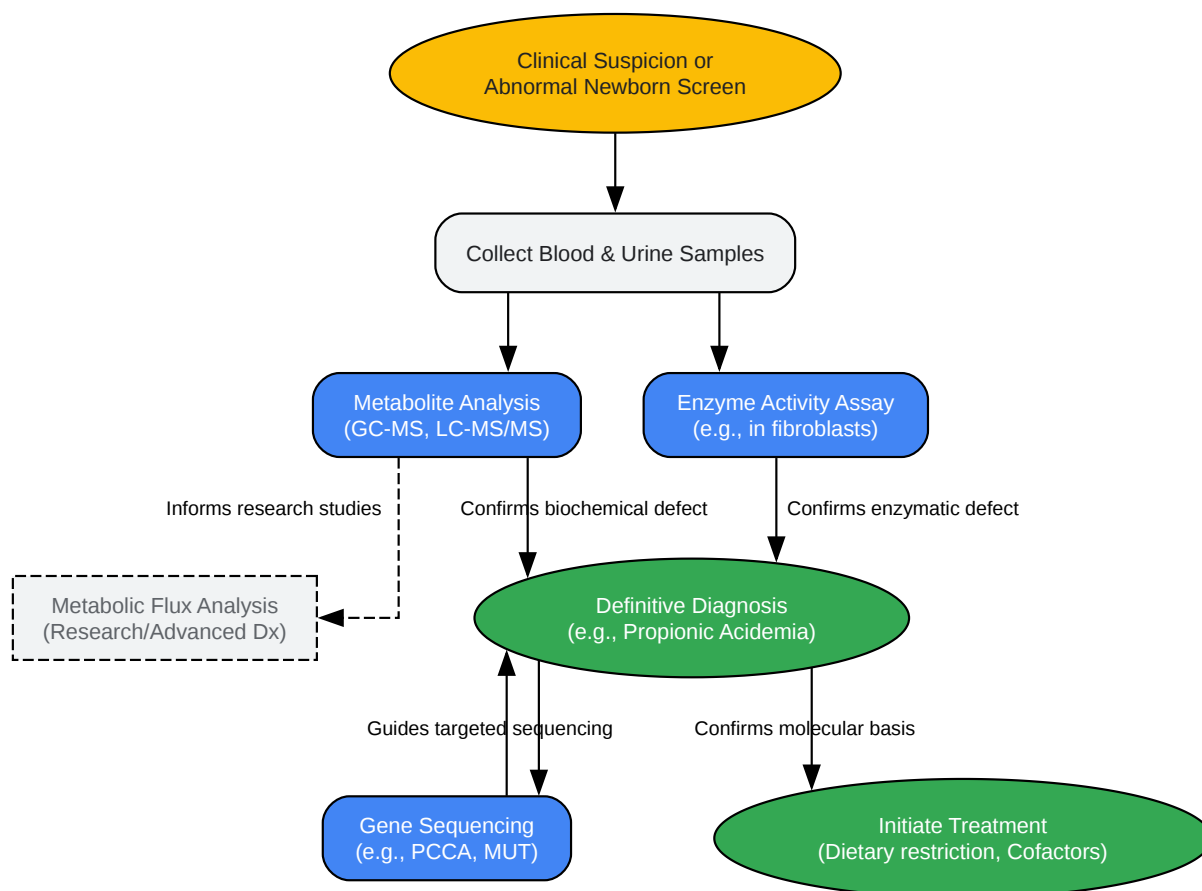 Clinical Suspicion or
Abnormal Newborn Screen
Collect Blood & Urine Samples
Metabolite Analysis
(GC-MS, LC-MS/MS)
Enzyme Activity Assay
(e.g., in fibroblasts)
Informs research studies
Confirms biochemical defect
Confirms enzymatic defect
Metabolic Flux Analysis
(Research/Advanced Dx)
Definitive Diagnosis
(e.g., Propionic Acidemia)
Guides targeted sequencing
Confirms molecular basis
Gene Sequencing
(e.g., PCCA, MUT)
Initiate Treatment
(Dietary restriction, Cofactors)